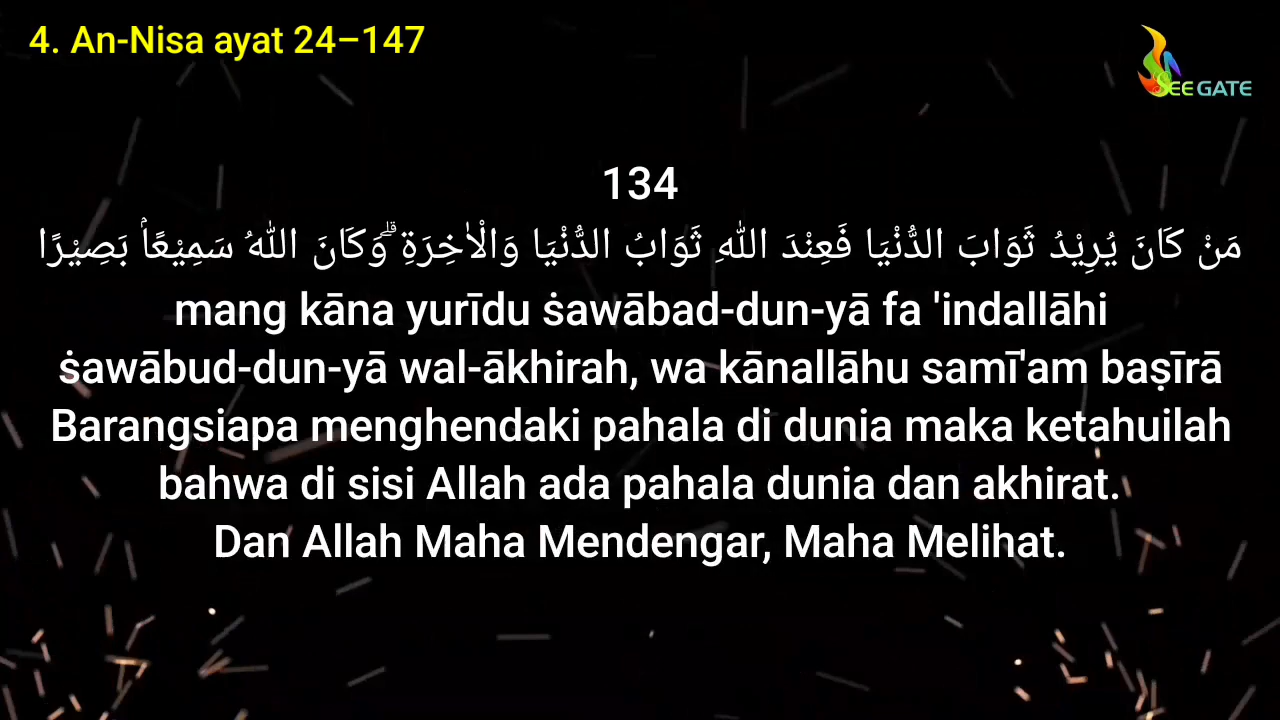 4. An-Nisa ayat 24–147
SEE GATE
134
مَنْ كَانَ يُرِيْدُ ثَوَابَ الدُّنْيَا فَعِنْدَ اللّٰهِ ثَوَابُ الدُّنْيَا وَالْاٰخِرَةِ ۗوَكَانَ اللّٰهُ سَمِيْعًاۢ بَصِيْرًا
mang kāna yurīdu ṡawābad-dun-yā fa 'indallāhi
ṡawābud-dun-yā wal-ākhirah, wa kānallāhu samī'am baṣīrā
Barangsiapa menghendaki pahala di dunia maka ketahuilah
bahwa di sisi Allah ada pahala dunia dan akhirat.
Dan Allah Maha Mendengar, Maha Melihat.